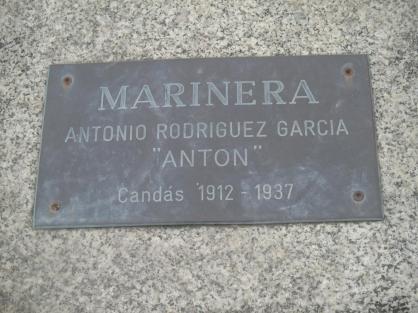 MARINERA
ANTONIO RODRIGUEZ GARCIA
"ANTON"
Candás 1912 - 1937